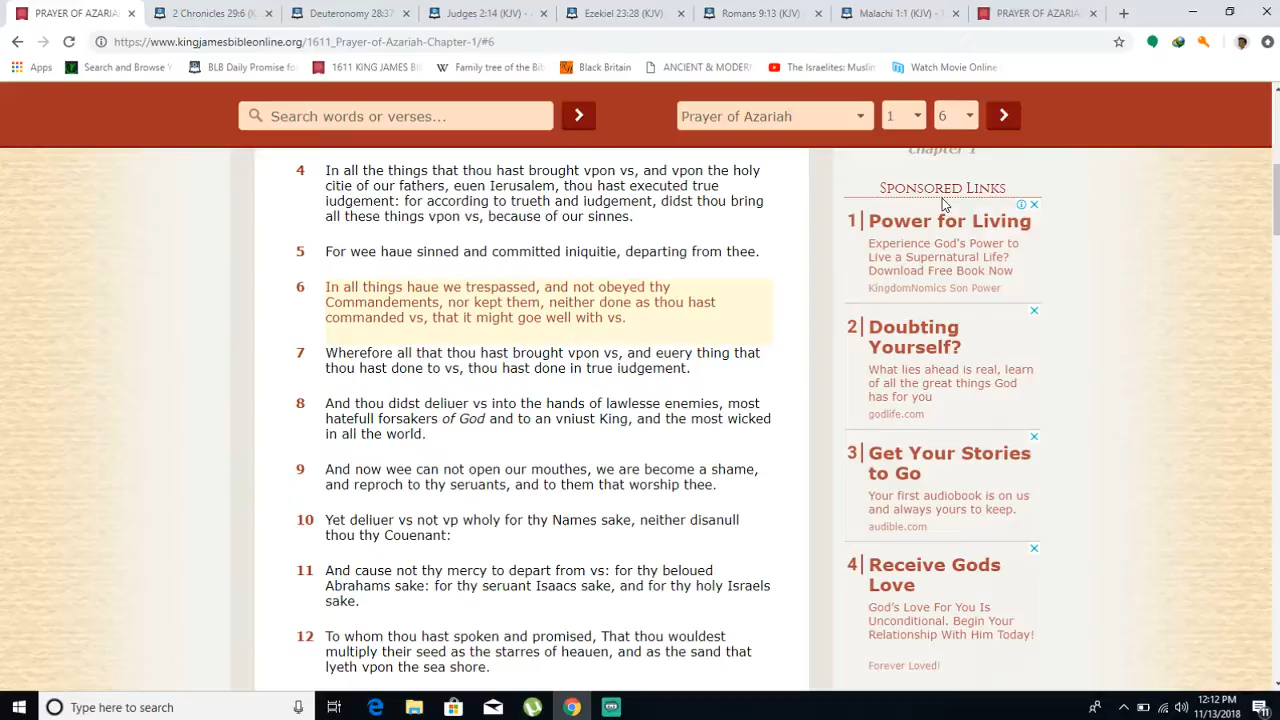 PRAYER OF AZARIA
2 Chronicles 29:6 (KJV)
Deuteronomy 28:37
Judges 2:14 (KJV) -
Ezekiel 23:28 (KJV)
Romans 9:13 (KJV) -
Malachi 1:1 (KJV) -
PRAYER OF AZARIA
https://www.kingjamesbibleonline.org/1611_Prayer-of-Azariah-Chapter-1/#6
Apps
Search and Browse
BLB Daily Promise fo
1611 KING JAMES BI
Family tree of the Bib
Black Britain
ANCIENT & MODER
The Israelites: Muslin
Watch Movie Online
Search words or verses...
Prayer of Azariah
1
6
chapter 1
4 In all the things that thou hast brought vpon vs, and vpon the holy
citie of our fathers, euen Ierusalem, thou hast executed true
iudgement: for according to trueth and iudgement, didst thou bring
all these things vpon vs, because of our sinnes.
5 For wee haue sinned and committed iniquitie, departing from thee.
6 In all things haue we trespassed, and not obeyed thy
Commandements, nor kept them, neither done as thou hast
commanded vs, that it might goe well with vs.
7 Wherefore all that thou hast brought vpon vs, and euery thing that
thou hast done to vs, thou hast done in true iudgement.
8 And thou didst deliuer vs into the hands of lawlesse enemies, most
hatefull forsakers of God and to an vniust King, and the most wicked
in all the world.
9 And now wee can not open our mouthes, we are become a shame,
and reproch to thy seruants, and to them that worship thee.
10 Yet deliuer vs not vp wholy for thy Names sake, neither disanull
thou thy Couenant:
11 And cause not thy mercy to depart from vs: for thy beloued
Abrahams sake: for thy seruant Isaacs sake, and for thy holy Israels
sake.
12 To whom thou hast spoken and promised, That thou wouldest
multiply their seed as the starres of heauen, and as the sand that
lyeth vpon the sea shore.
Sponsored Links
1 Power for Living
Experience God's Power to
Live a Supernatural Life?
Download Free Book Now
KingdomNomics Son Power
2 Doubting
Yourself?
What lies ahead is real, learn
of all the great things God
has for you
godlife.com
3 Get Your Stories
to Go
Your first audiobook is on us
and always yours to keep.
audible.com
4 Receive Gods
Love
God's Love For You Is
Unconditional. Begin Your
Relationship With Him Today!
Forever Loved!
Type here to search
12:12 PM
11/13/2018